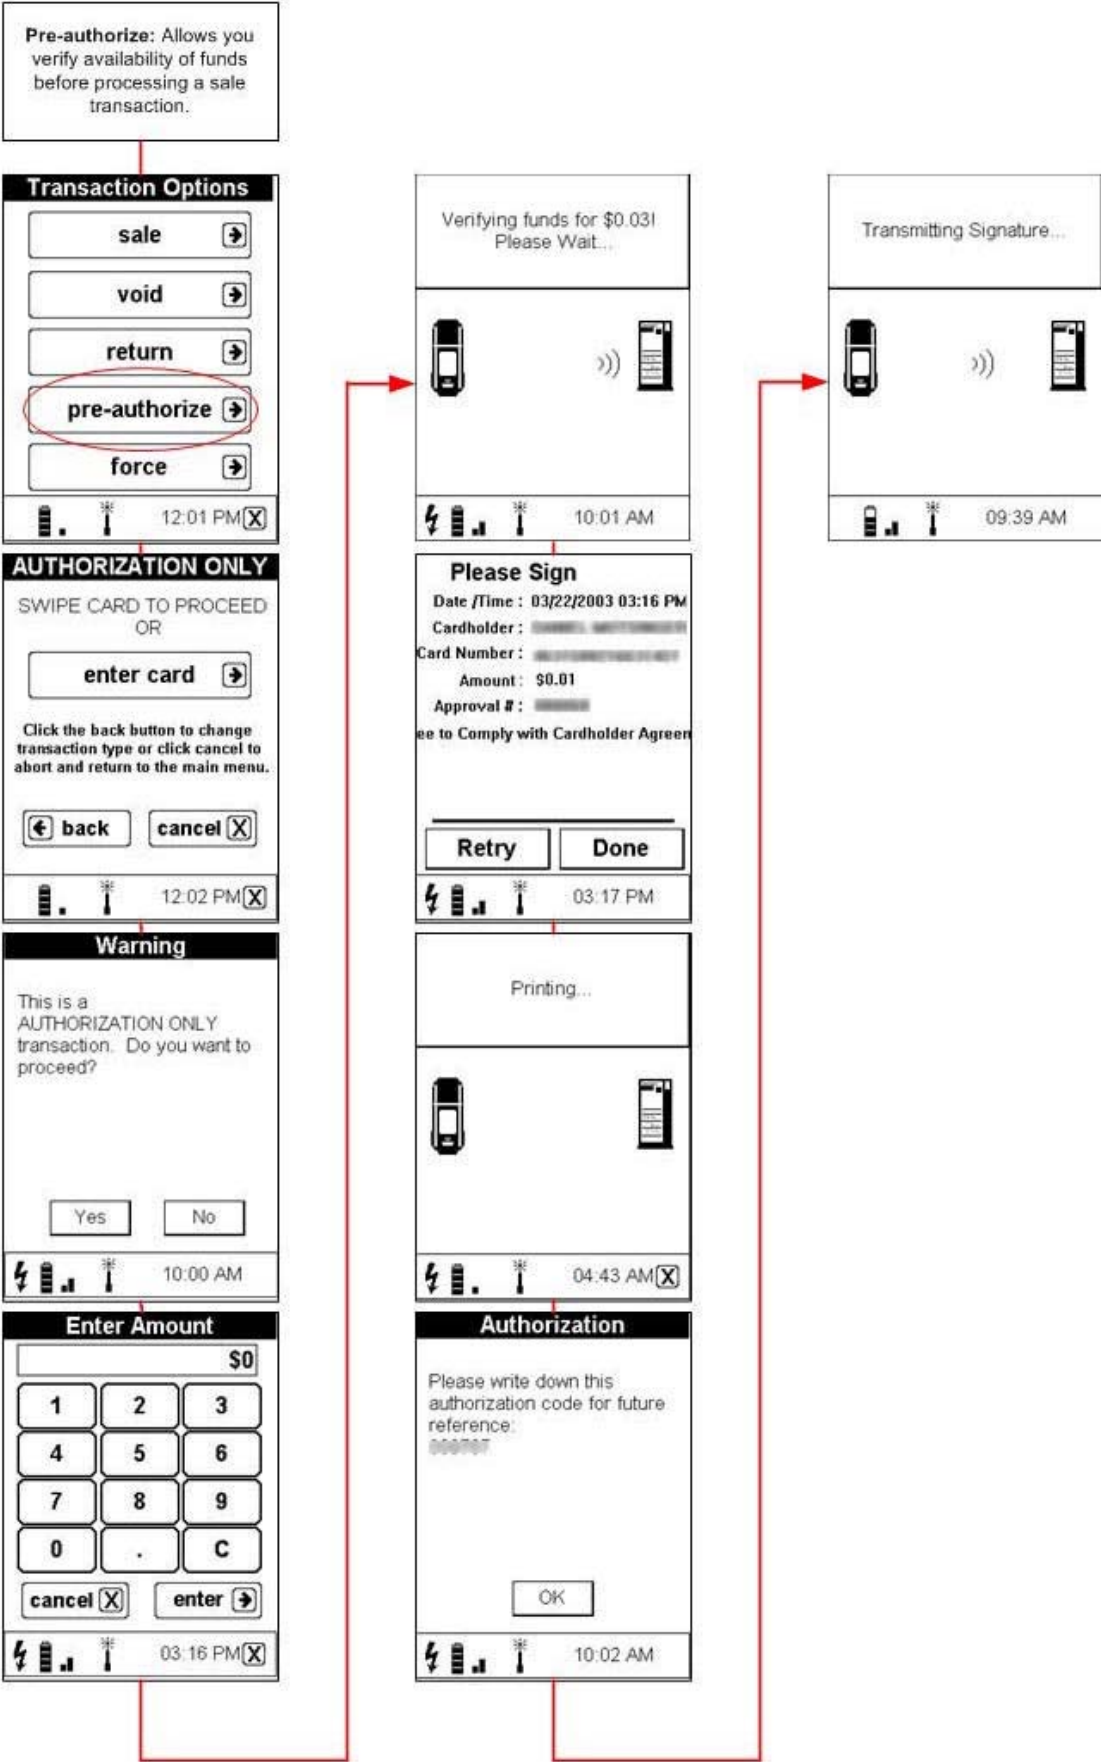 Pre-authorize: Allows you
verify availability of funds
before processing a sale
transaction.
Transaction Options
sale
void
return
pre-authorize
force
12:01 PM X
AUTHORIZATION ONLY
SWIPE CARD TO PROCEED
OR
enter card
Click the back button to change
transaction type or click cancel to
abort and return to the main menu.
back cancel X
12:02 PM X
Warning
This is a
AUTHORIZATION ONLY
transaction. Do you want to
proceed?
Yes No
10:00 AM
Enter Amount
$0
1 2 3
4 5 6
7 8 9
0 . C
cancel X enter
03:16 PM X
Verifying funds for $0.03!
Please Wait...
10:01 AM
Please Sign
Date /Time : 03/22/2003 03:16 PM
Cardholder :
Card Number :
Amount : $0.01
Approval # :
ee to Comply with Cardholder Agreen
Retry Done
03:17 PM
Printing...
04:43 AM X
Authorization
Please write down this
authorization code for future
reference:
OK
10:02 AM
Transmitting Signature...
09:39 AM